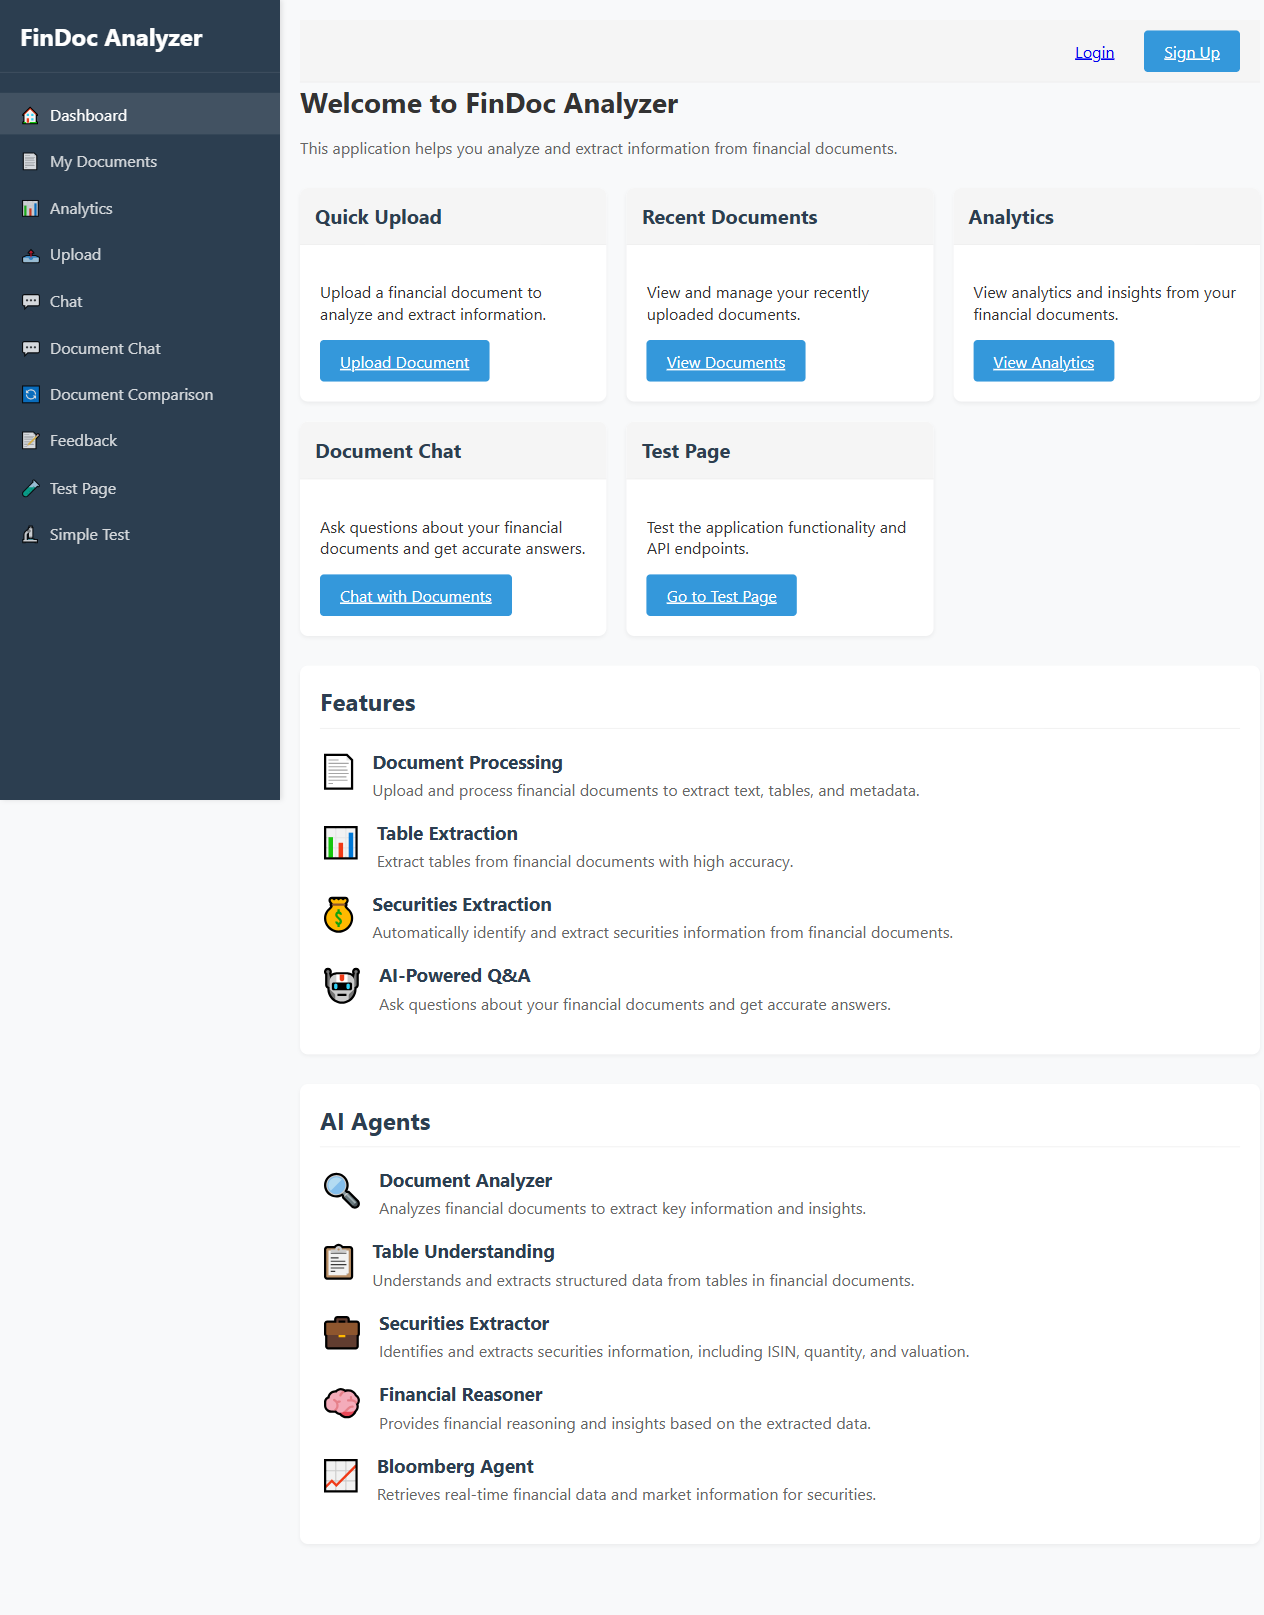 FinDoc Analyzer
Dashboard
My Documents
Analytics
Upload
Chat
Document Chat
Document Comparison
Feedback
Test Page
Simple Test
Login
Sign Up
Welcome to FinDoc Analyzer
This application helps you analyze and extract information from financial documents.
Quick Upload
Upload a financial document to
analyze and extract information.
Upload Document
Recent Documents
View and manage your recently
uploaded documents.
View Documents
Analytics
View analytics and insights from your
financial documents.
View Analytics
Document Chat
Ask questions about your financial
documents and get accurate answers.
Chat with Documents
Test Page
Test the application functionality and
API endpoints.
Go to Test Page
Features
Document Processing
Upload and process financial documents to extract text, tables, and metadata.
Table Extraction
Extract tables from financial documents with high accuracy.
Securities Extraction
Automatically identify and extract securities information from financial documents.
AI-Powered Q&A
Ask questions about your financial documents and get accurate answers.
AI Agents
Document Analyzer
Analyzes financial documents to extract key information and insights.
Table Understanding
Understands and extracts structured data from tables in financial documents.
Securities Extractor
Identifies and extracts securities information, including ISIN, quantity, and valuation.
Financial Reasoner
Provides financial reasoning and insights based on the extracted data.
Bloomberg Agent
Retrieves real-time financial data and market information for securities.